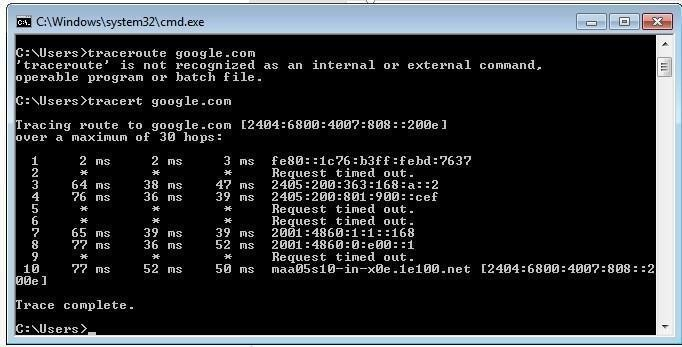 C:\Windows\system32\cmd.exe
C:\Users>traceroute google.com
'traceroute' is not recognized as an internal or external command,
operable program or batch file.
C:\Users>tracert google.com
Tracing route to google.com [2404:6800:4007:808::200e]
over a maximum of 30 hops:
1 2 ms 2 ms 3 ms fe80::1c76:b3ff:febd:7637
2 * * * Request timed out.
3 64 ms 38 ms 47 ms 2405:200:363:168:a::2
4 76 ms 36 ms 39 ms 2405:200:801:900::cef
5 * * * Request timed out.
6 * * * Request timed out.
7 65 ms 39 ms 39 ms 2001:4860:1:1::168
8 77 ms 36 ms 52 ms 2001:4860:0:e00::1
9 * * * Request timed out.
10 77 ms 52 ms 50 ms maa05s10-in-x0e.1e100.net [2404:6800:4007:808::2
00e]
Trace complete.
C:\Users>_